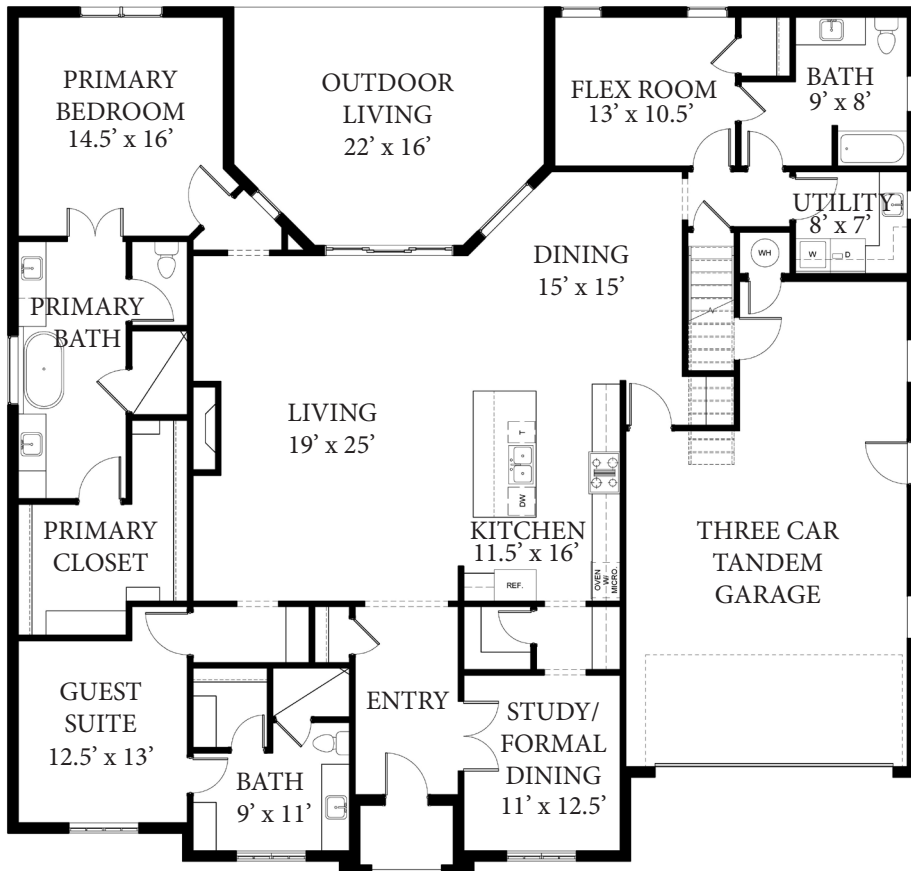 PRIMARY
BEDROOM
14.5’ x 16’
OUTDOOR
LIVING
22’ x 16’
FLEX ROOM
13’ x 10.5’
BATH
9’ x 8’
UTILITY
8’ x 7’
W
D
WH
DINING
15’ x 15’
PRIMARY
BATH
LIVING
19’ x 25’
T
DW
KITCHEN
11.5’ x 16’
REF.
OVEN
W/
MICRO.
PRIMARY
CLOSET
THREE CAR
TANDEM
GARAGE
GUEST
SUITE
12.5’ x 13’
BATH
9’ x 11’
ENTRY
STUDY/
FORMAL
DINING
11’ x 12.5’